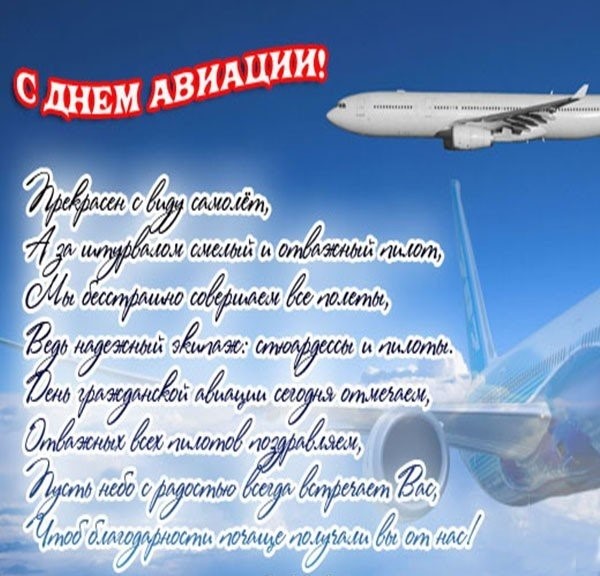 С ДНЕМ АВИАЦИИ!
Прекрасен с виду самолёт,
А за штурвалом смелый и отважный пилот,
Мы бесстрашно совершаем все полеты,
Ведь надежный экипаж: стюардессы и пилоты.
День гражданской авиации сегодня отмечаем,
Отважных всех пилотов поздравляем,
Пусть небо с радостью всегда встречает Вас,
Чтоб благодарности почаще получали вы от нас!